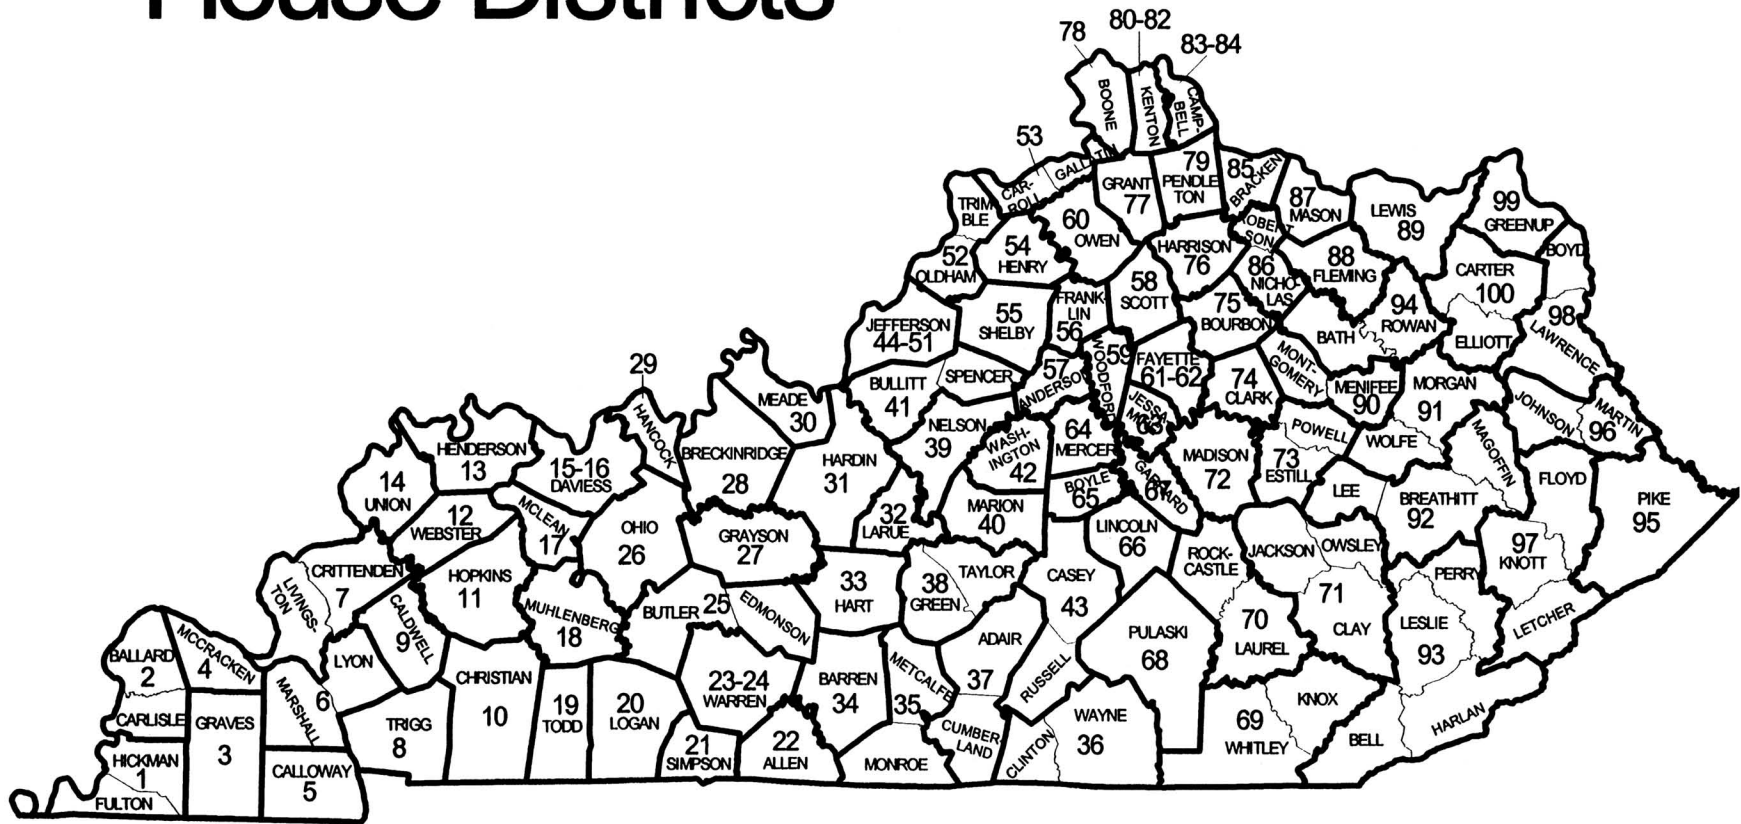 House Districts
80-82
78
83-84
BOONE
KENTON
CAMP-
BELL
53
79
PENDLE
TON
85
BRACKEN
GALLATIN
CAR-
ROLL
GRANT
77
87
MASON
LEWIS
89
99
GREENUP
TRIM
BLE
60
OWEN
ROBERT
SON
HARRISON
76
54
HENRY
52
OLDHAM
88
FLEMING
BOYD
CARTER
100
58
SCOTT
86
NICHO-
LAS
FRANK-
LIN
56
55
SHELBY
75
BOURBON
94
ROWAN
98
LAWRENCE
JEFFERSON
44-51
BATH
ELLIOTT
59
WOODFORD
FAYETTE
61-62
57
ANDERSON
SPENCER
BULLITT
41
MONT-
GOMERY
74
CLARK
MENIFEE
90
MORGAN
91
29
HANCOCK
MEADE
30
JESSA
MINE
63
JOHNSON
MARTIN
96
NELSON
39
WASH-
INGTON
42
64
MERCER
POWELL
WOLFE
MAGOFFIN
HENDERSON
13
15-16
DAVIESS
BRECKINRIDGE
28
HARDIN
31
MADISON
72
73
ESTILL
14
UNION
BOYLE
65
GARRARD
67
LEE
BREATHITT
92
FLOYD
PIKE
95
12
WEBSTER
MCLEAN
17
OHIO
26
GRAYSON
27
32
LARUE
MARION
40
LINCOLN
66
ROCK-
CASTLE
JACKSON
OWSLEY
97
KNOTT
CRITTENDEN
7
LIVINGS-
TON
HOPKINS
11
33
HART
38
GREEN
TAYLOR
CASEY
43
PERRY
CALDWELL
9
MUHLENBERG
18
BUTLER
25
EDMONSON
71
CLAY
LESLIE
93
LETCHER
PULASKI
68
70
LAUREL
ADAIR
37
BALLARD
2
MCCRACKEN
4
LYON
CHRISTIAN
10
23-24
WARREN
BARREN
34
METCALFE
35
RUSSELL
MARSHALL
6
19
TODD
20
LOGAN
KNOX
CARLISLE
GRAVES
3
TRIGG
8
CUMBER-
LAND
WAYNE
36
69
WHITLEY
HARLAN
BELL
21
SIMPSON
22
ALLEN
MONROE
CLINTON
HICKMAN
1
CALLOWAY
5
FULTON